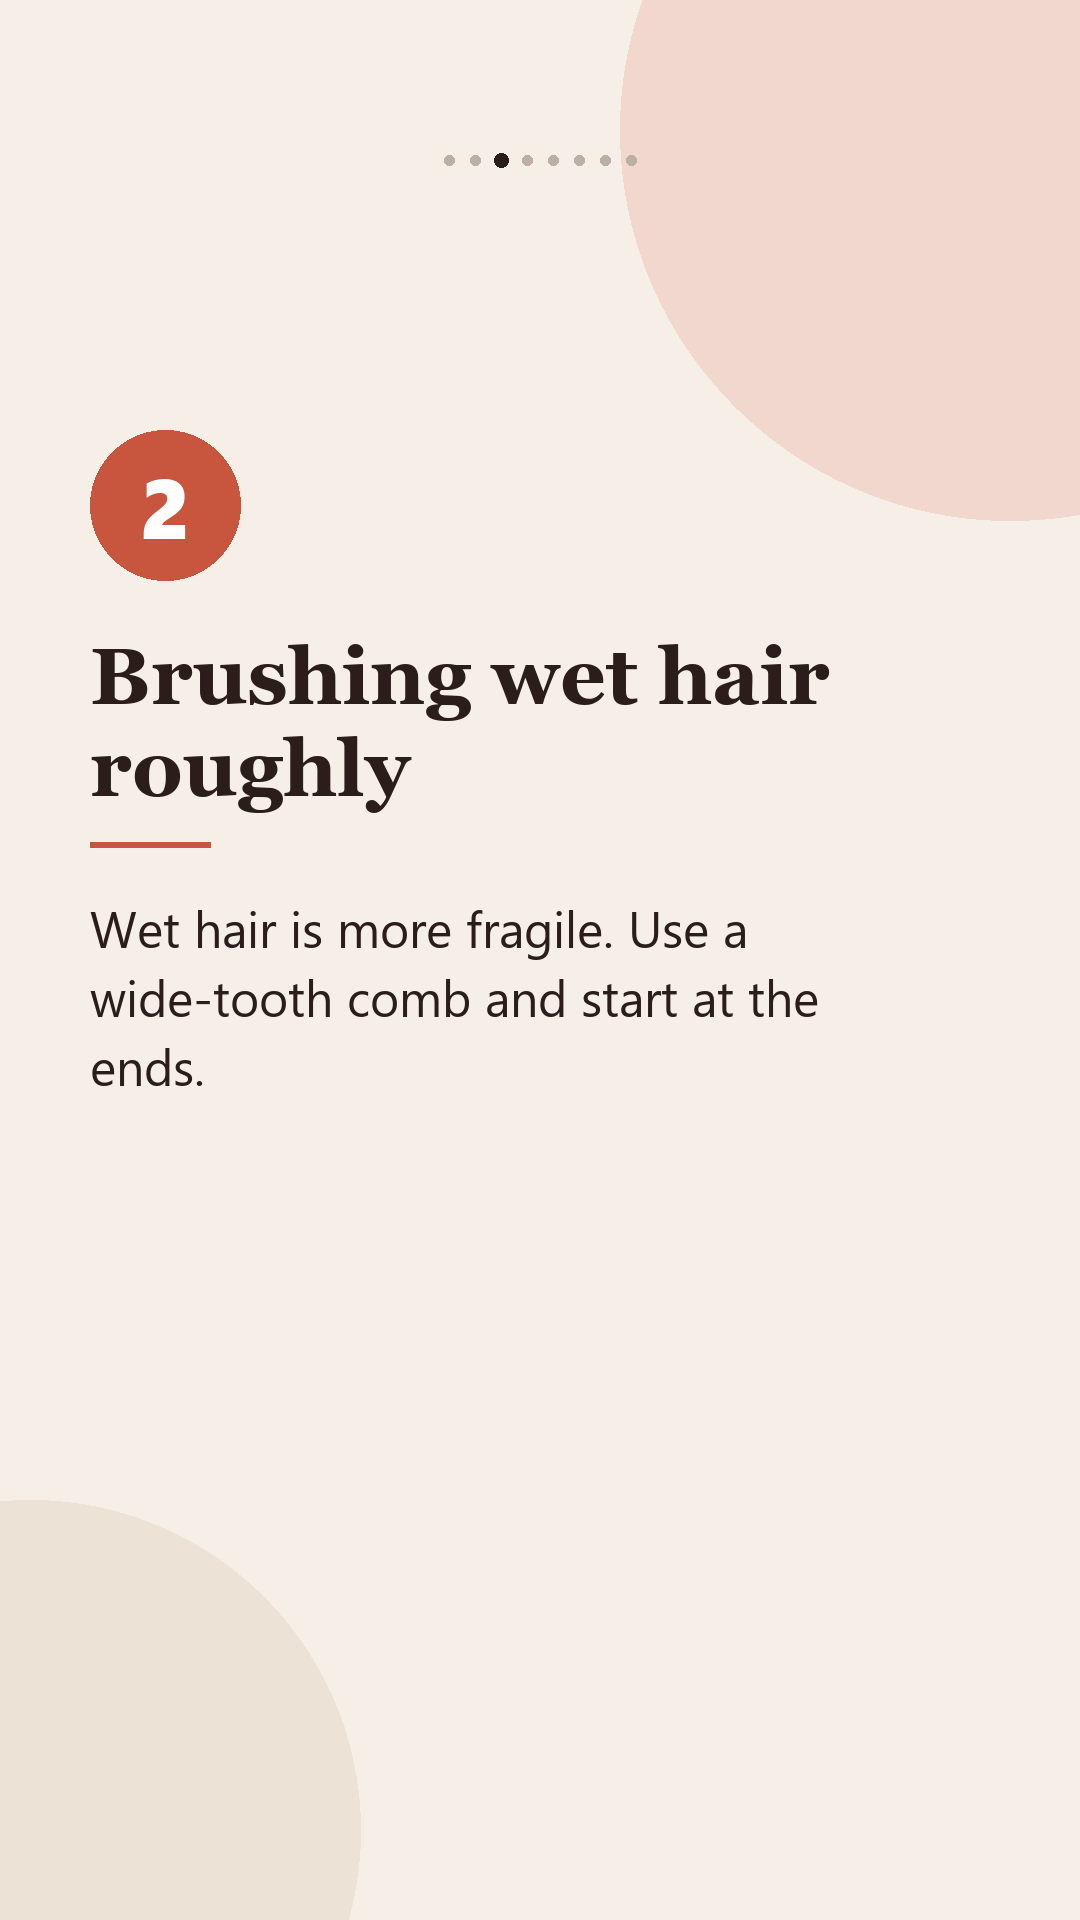 2
Brushing wet hair
roughly
Wet hair is more fragile. Use a
wide-tooth comb and start at the
ends.